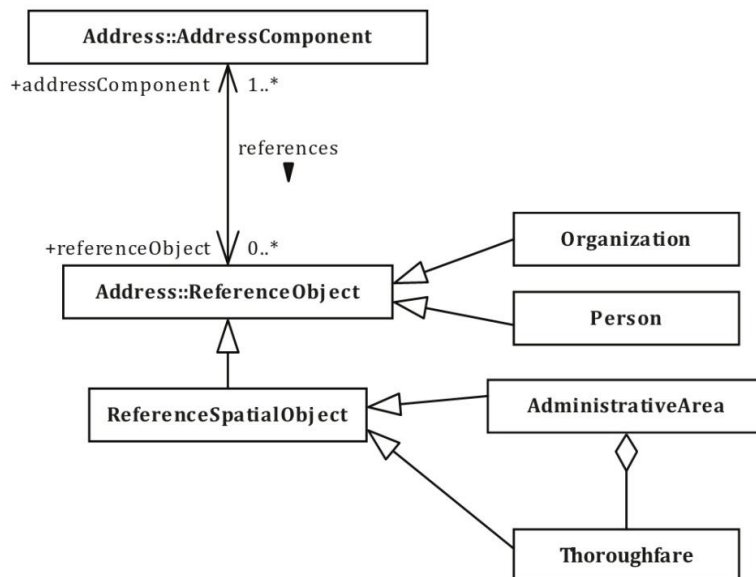 Address::AddressComponent
+addressComponent 1..*
references
+referenceObject 0..*
Address::ReferenceObject
Organization
Person
ReferenceSpatialObject
AdministrativeArea
Thoroughfare